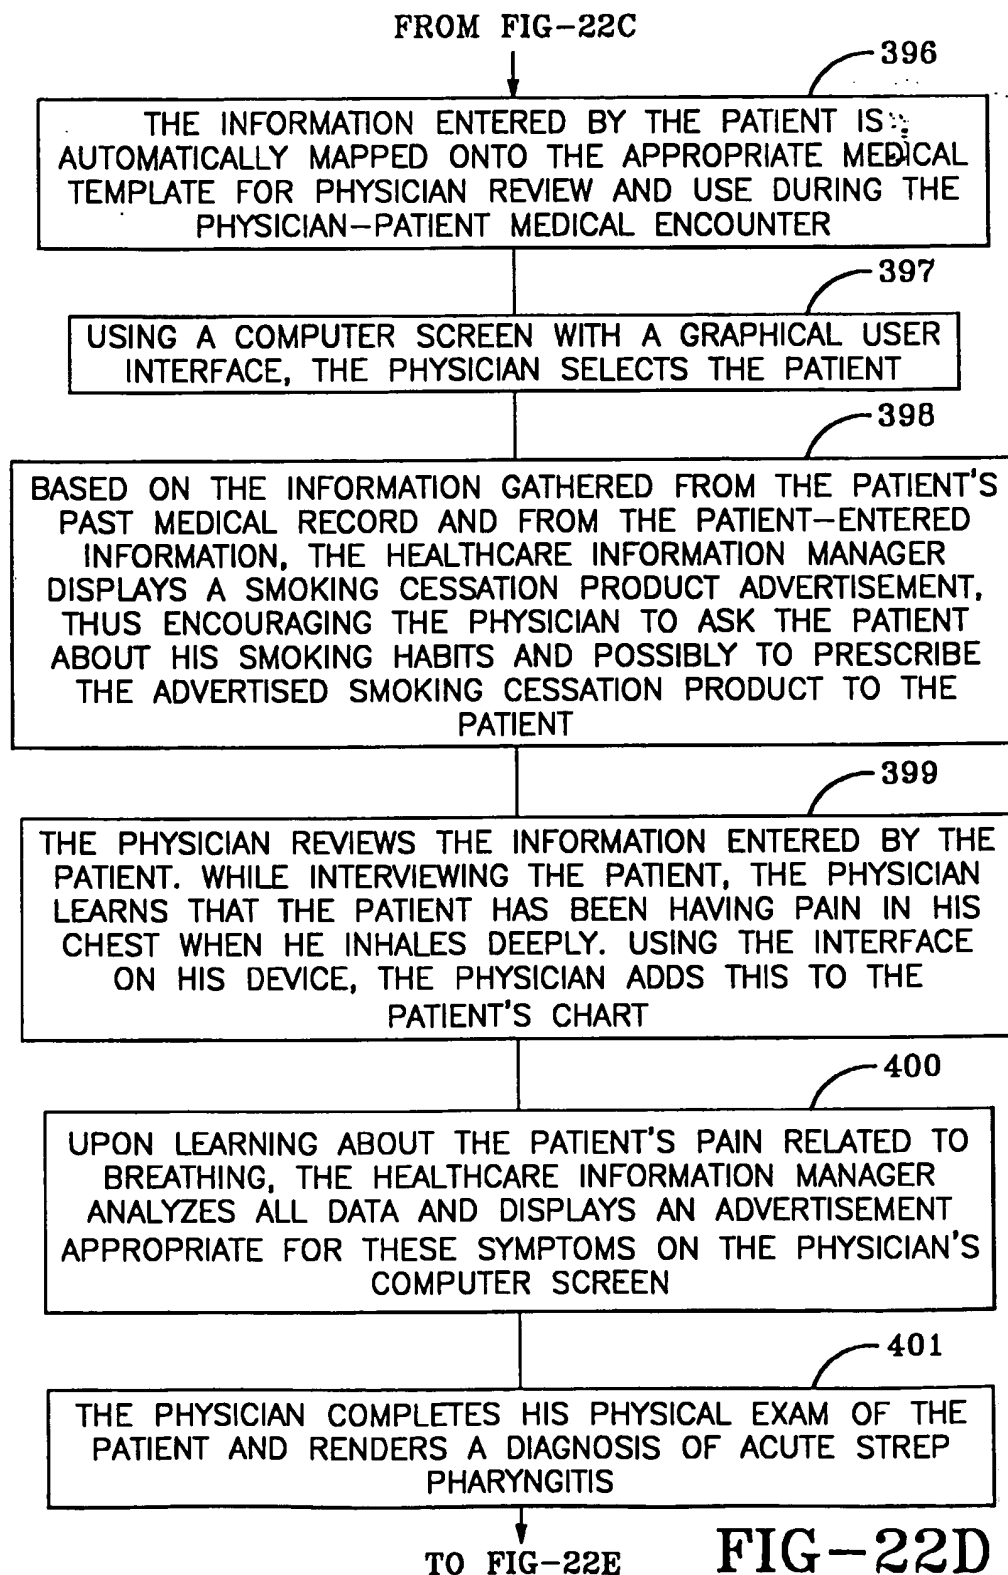 FROM FIG-22C
396
THE INFORMATION ENTERED BY THE PATIENT IS
AUTOMATICALLY MAPPED ONTO THE APPROPRIATE MEDICAL
TEMPLATE FOR PHYSICIAN REVIEW AND USE DURING THE
PHYSICIAN-PATIENT MEDICAL ENCOUNTER
397
USING A COMPUTER SCREEN WITH A GRAPHICAL USER
INTERFACE, THE PHYSICIAN SELECTS THE PATIENT
398
BASED ON THE INFORMATION GATHERED FROM THE PATIENT'S
PAST MEDICAL RECORD AND FROM THE PATIENT-ENTERED
INFORMATION, THE HEALTHCARE INFORMATION MANAGER
DISPLAYS A SMOKING CESSATION PRODUCT ADVERTISEMENT,
THUS ENCOURAGING THE PHYSICIAN TO ASK THE PATIENT
ABOUT HIS SMOKING HABITS AND POSSIBLY TO PRESCRIBE
THE ADVERTISED SMOKING CESSATION PRODUCT TO THE
PATIENT
399
THE PHYSICIAN REVIEWS THE INFORMATION ENTERED BY THE
PATIENT. WHILE INTERVIEWING THE PATIENT, THE PHYSICIAN
LEARNS THAT THE PATIENT HAS BEEN HAVING PAIN IN HIS
CHEST WHEN HE INHALES DEEPLY. USING THE INTERFACE
ON HIS DEVICE, THE PHYSICIAN ADDS THIS TO THE
PATIENT'S CHART
400
UPON LEARNING ABOUT THE PATIENT'S PAIN RELATED TO
BREATHING, THE HEALTHCARE INFORMATION MANAGER
ANALYZES ALL DATA AND DISPLAYS AN ADVERTISEMENT
APPROPRIATE FOR THESE SYMPTOMS ON THE PHYSICIAN'S
COMPUTER SCREEN
401
THE PHYSICIAN COMPLETES HIS PHYSICAL EXAM OF THE
PATIENT AND RENDERS A DIAGNOSIS OF ACUTE STREP
PHARYNGITIS
TO FIG-22E
FIG-22D